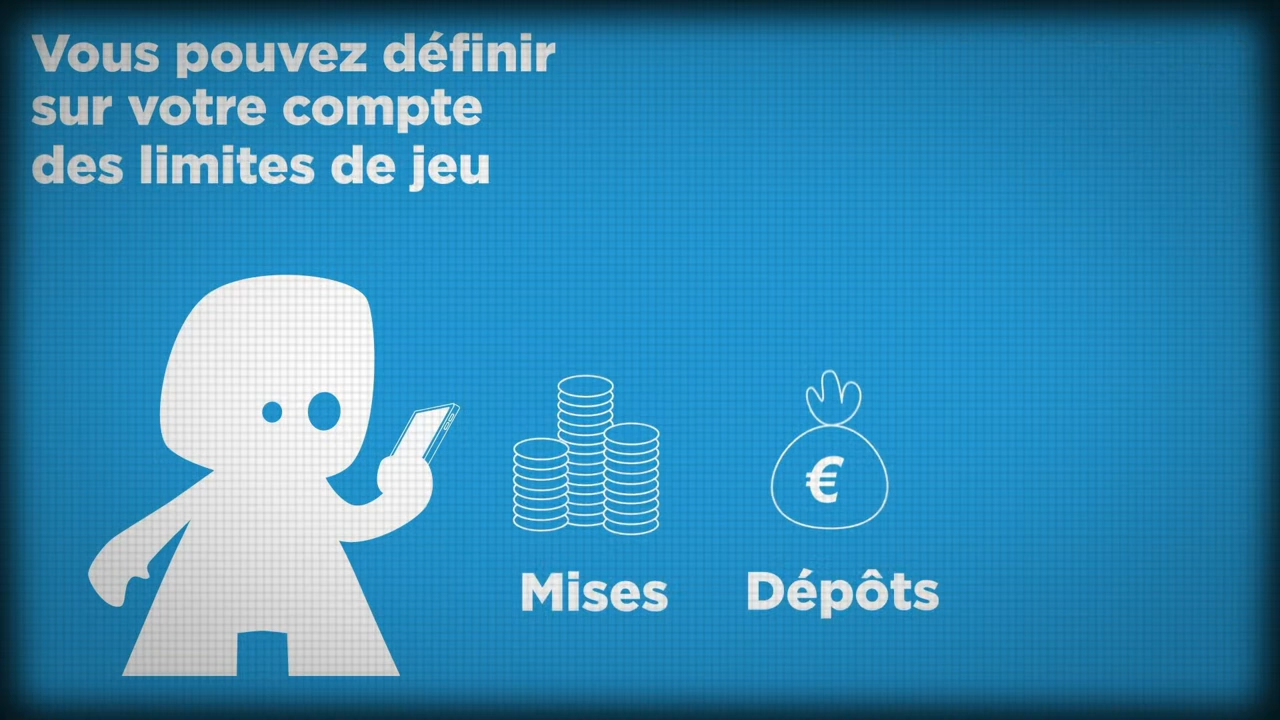 Vous pouvez définir
sur votre compte
des limites de jeu
€
Mises
Dépôts